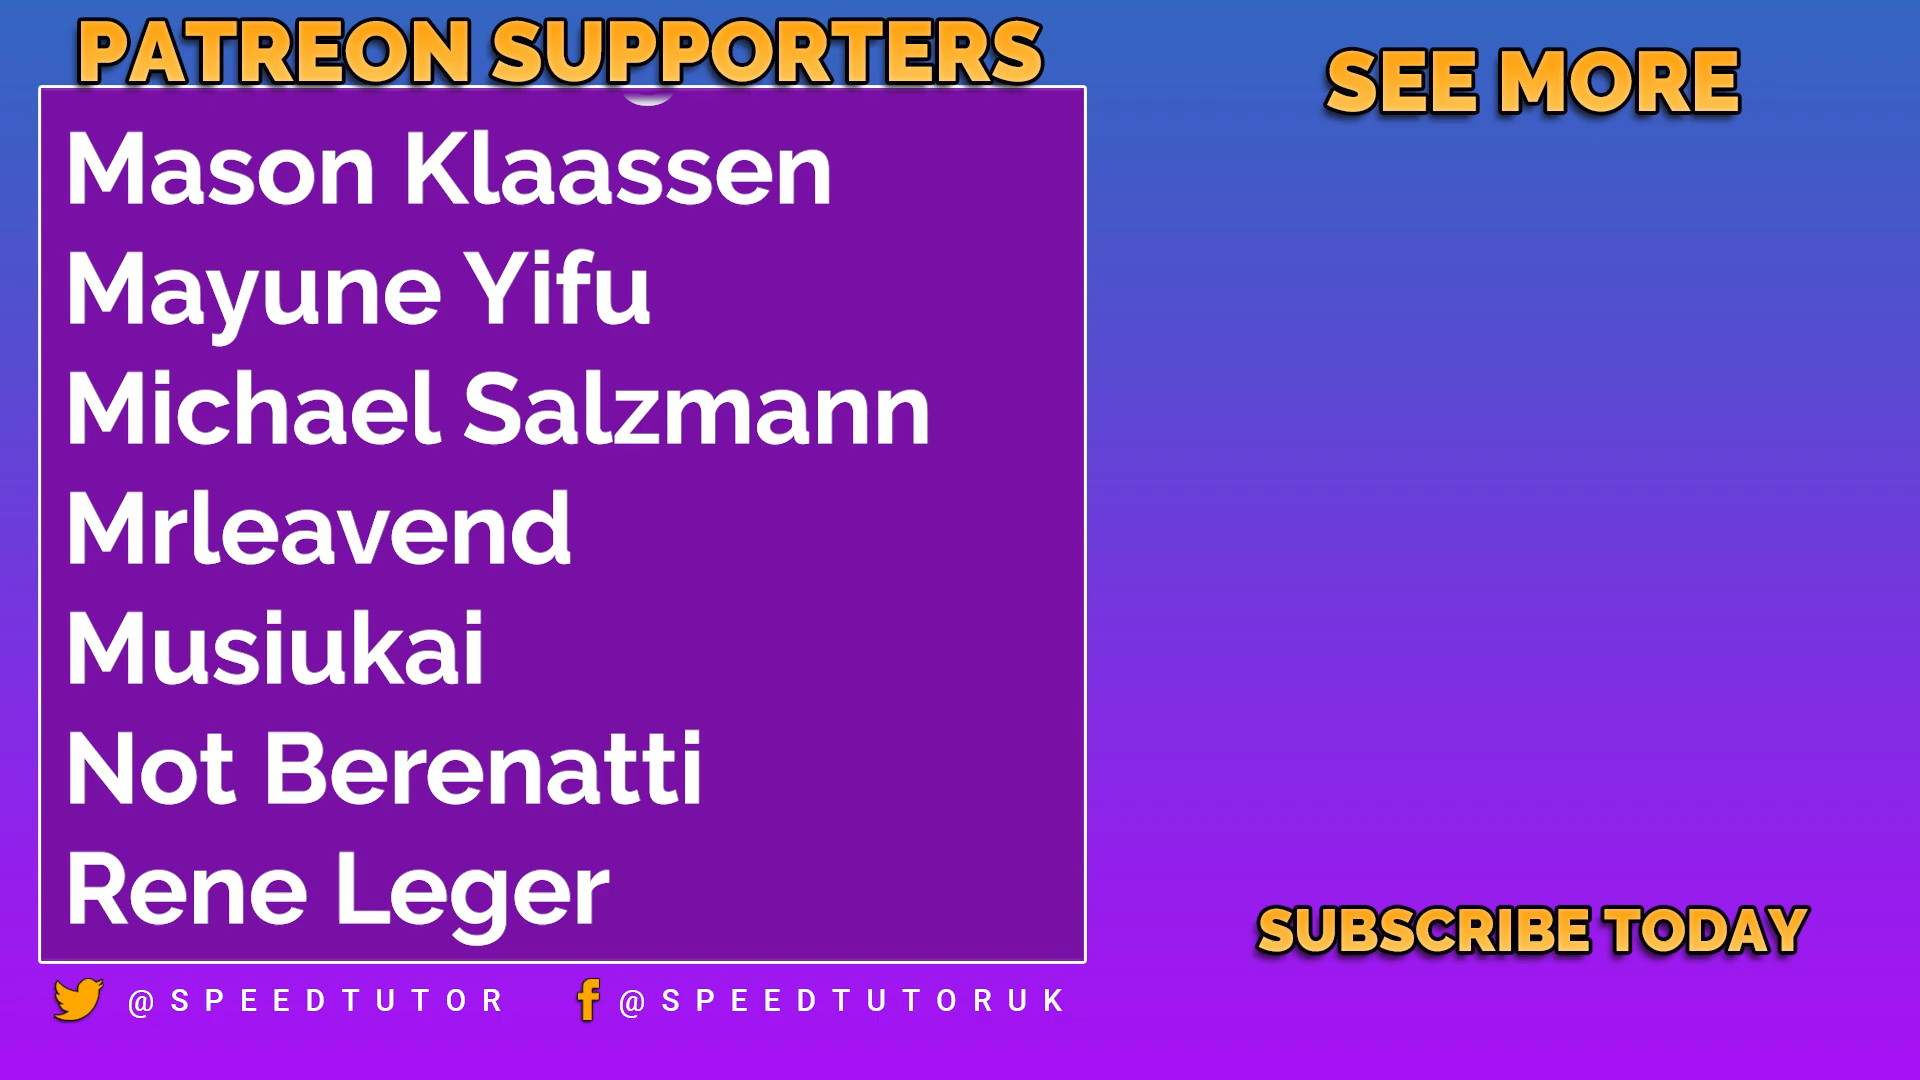 PATREON SUPPORTERS
SEE MORE
Mason Klaassen
Mayune Yifu
Michael Salzmann
Mrleavend
Musiukai
Not Berenatti
Rene Leger
SUBSCRIBE TODAY
@SPEEDTUTOR
@SPEEDTUTORUK